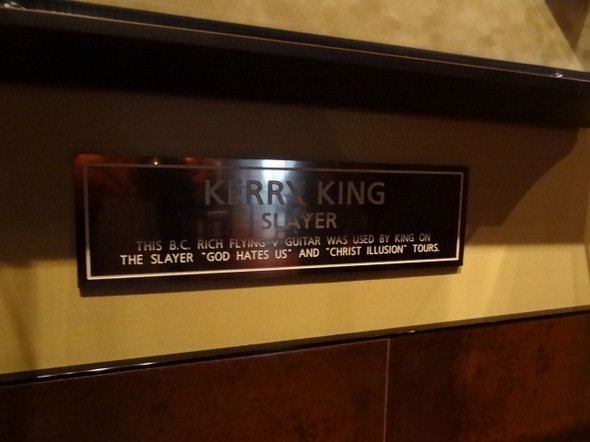 KERRY KING
SLAYER
THIS B.C. RICH FLYING V GUITAR WAS USED BY KING ON
THE SLAYER "GOD HATES US" AND "CHRIST ILLUSION" TOURS.